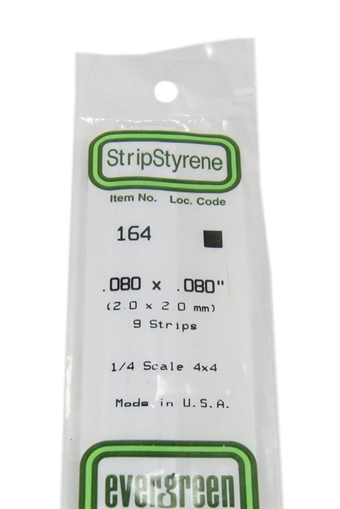 StripStyrene
Item No. Loc. Code
164
.080 x .080"
(2.0 x 2.0 mm)
9 Strips
1/4 Scale 4x4
Made in U.S.A.
evergreen